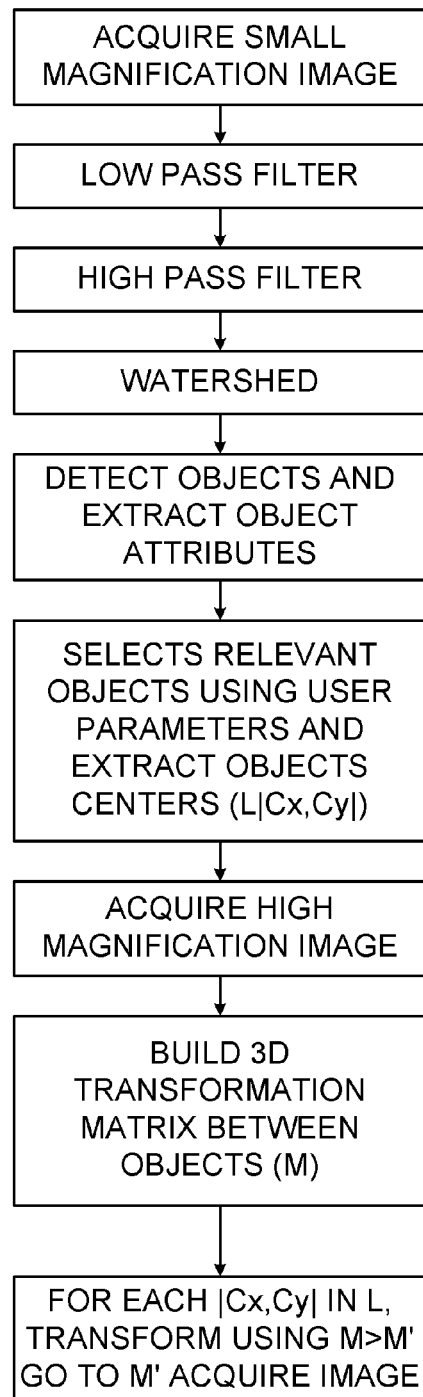 ACQUIRE SMALL
MAGNIFICATION IMAGE
LOW PASS FILTER
HIGH PASS FILTER
WATERSHED
DETECT OBJECTS AND
EXTRACT OBJECT
ATTRIBUTES
SELECTS RELEVANT
OBJECTS USING USER
PARAMETERS AND
EXTRACT OBJECTS
CENTERS (L|Cx,Cy|)
ACQUIRE HIGH
MAGNIFICATION IMAGE
BUILD 3D
TRANSFORMATION
MATRIX BETWEEN
OBJECTS (M)
FOR EACH |Cx,Cy| IN L,
TRANSFORM USING M>M'
GO TO M' ACQUIRE IMAGE